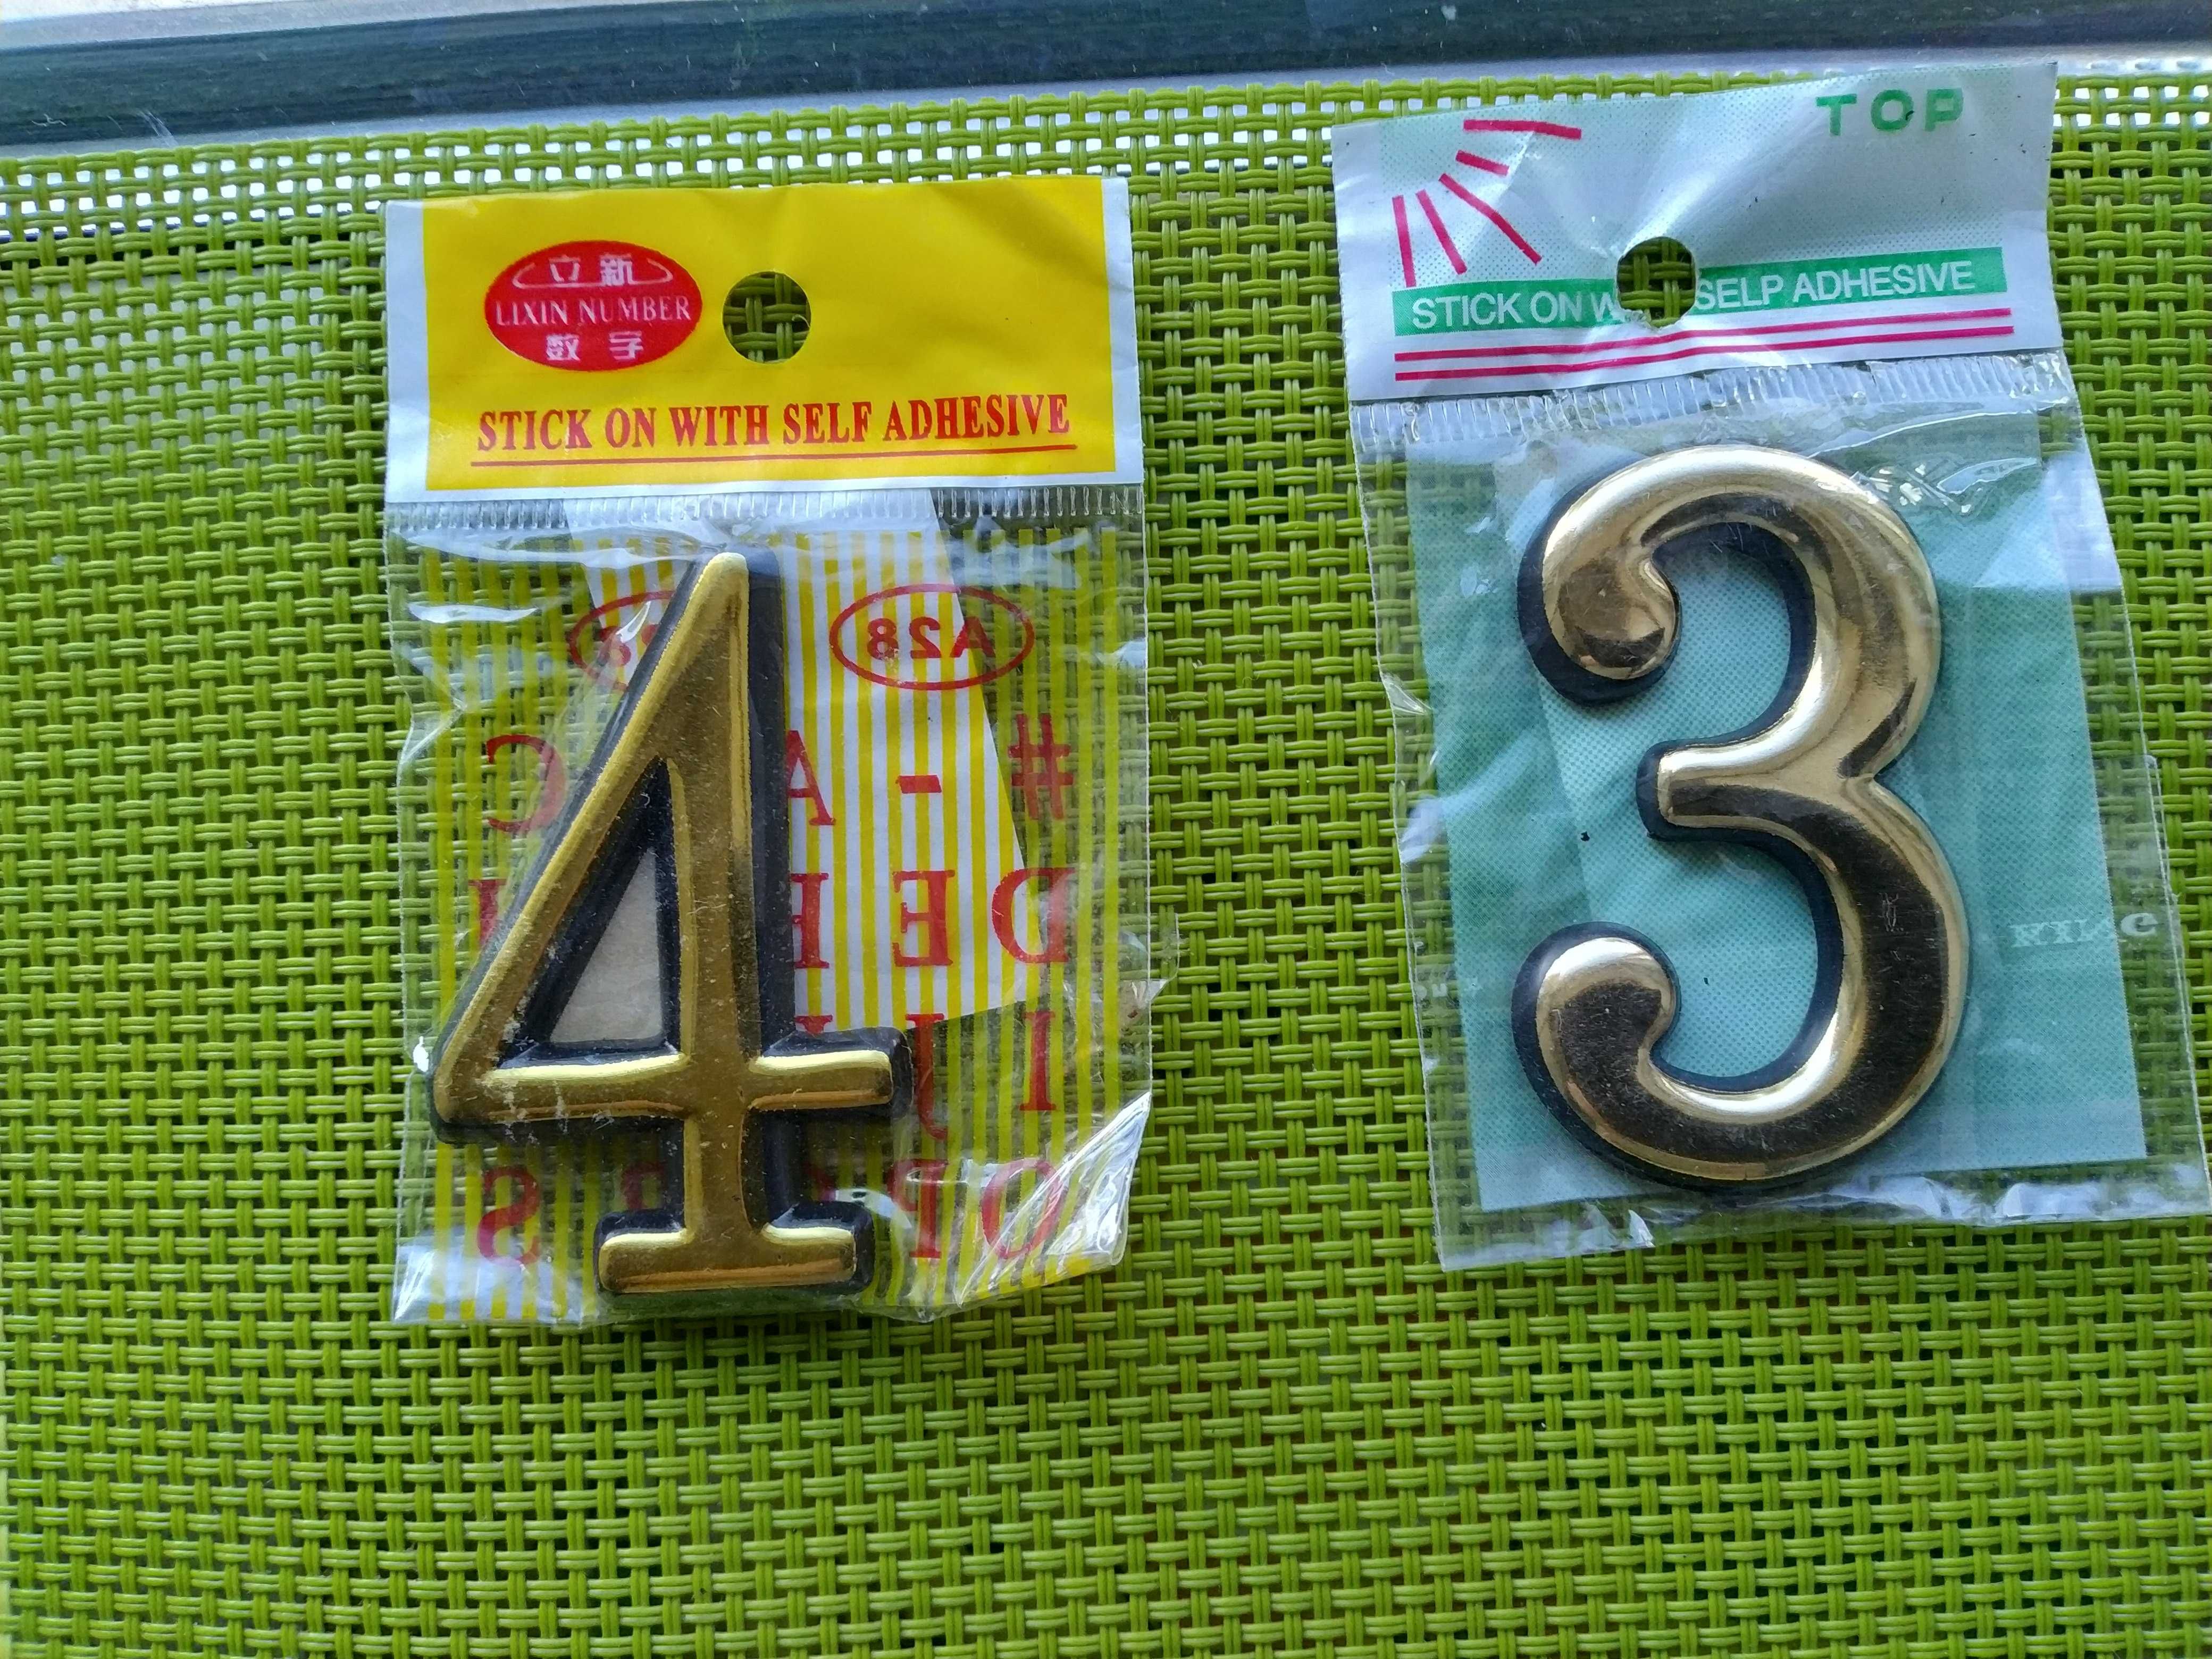 立新
LIXIN NUMBER
数字
STICK ON WITH SELF ADHESIVE
A28
# - A C
D E H
I J
O P S
4
TOP
STICK ON W SELP ADHESIVE
3